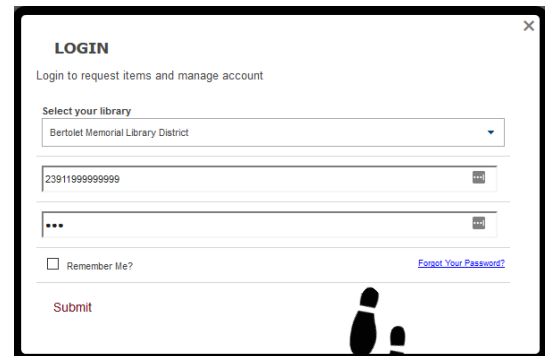 LOGIN
Login to request items and manage account
Select your library
Bertolet Memorial Library District
23911999999999
•••
Remember Me?
Forgot Your Password?
Submit